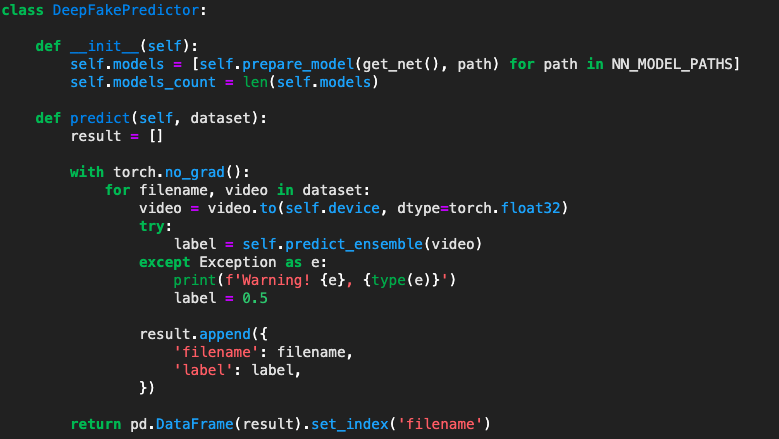 class DeepFakePredictor:
    def __init__(self):
        self.models = [self.prepare_model(get_net(), path) for path in NN_MODEL_PATHS]
        self.models_count = len(self.models)
    def predict(self, dataset):
        result = []
        with torch.no_grad():
            for filename, video in dataset:
                video = video.to(self.device, dtype=torch.float32)
                try:
                    label = self.predict_ensemble(video)
                except Exception as e:
                    print(f'Warning! {e}, {type(e)}')
                    label = 0.5
                result.append({
                    'filename': filename,
                    'label': label,
                })
        return pd.DataFrame(result).set_index('filename')